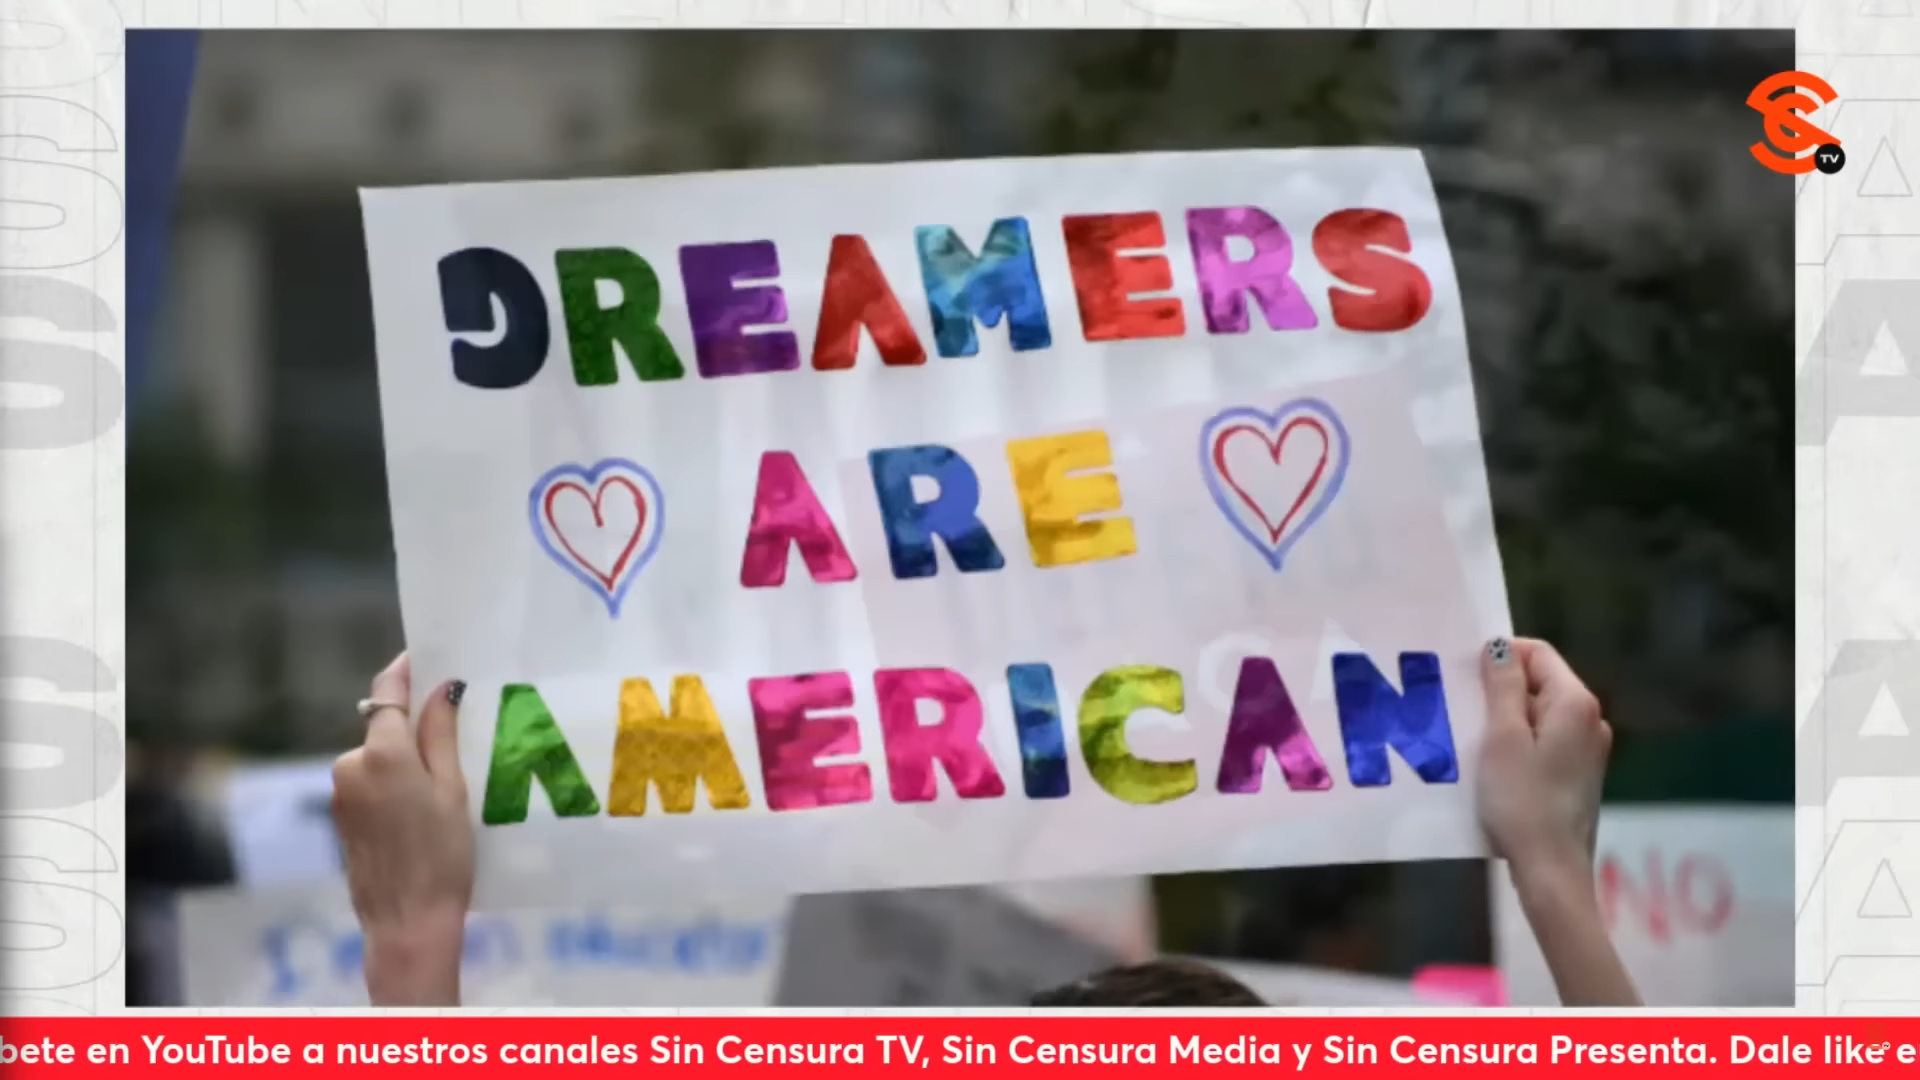 TV
DREAMERS
ARE
AMERICAN
NO
bete en YouTube a nuestros canales Sin Censura TV, Sin Censura Media y Sin Censura Presenta. Dale like e